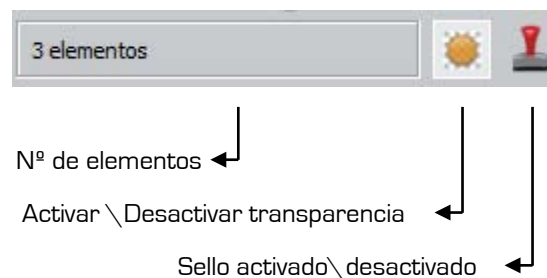 3 elementos
Nº de elementos
Activar \ Desactivar transparencia
Sello activado\ desactivado